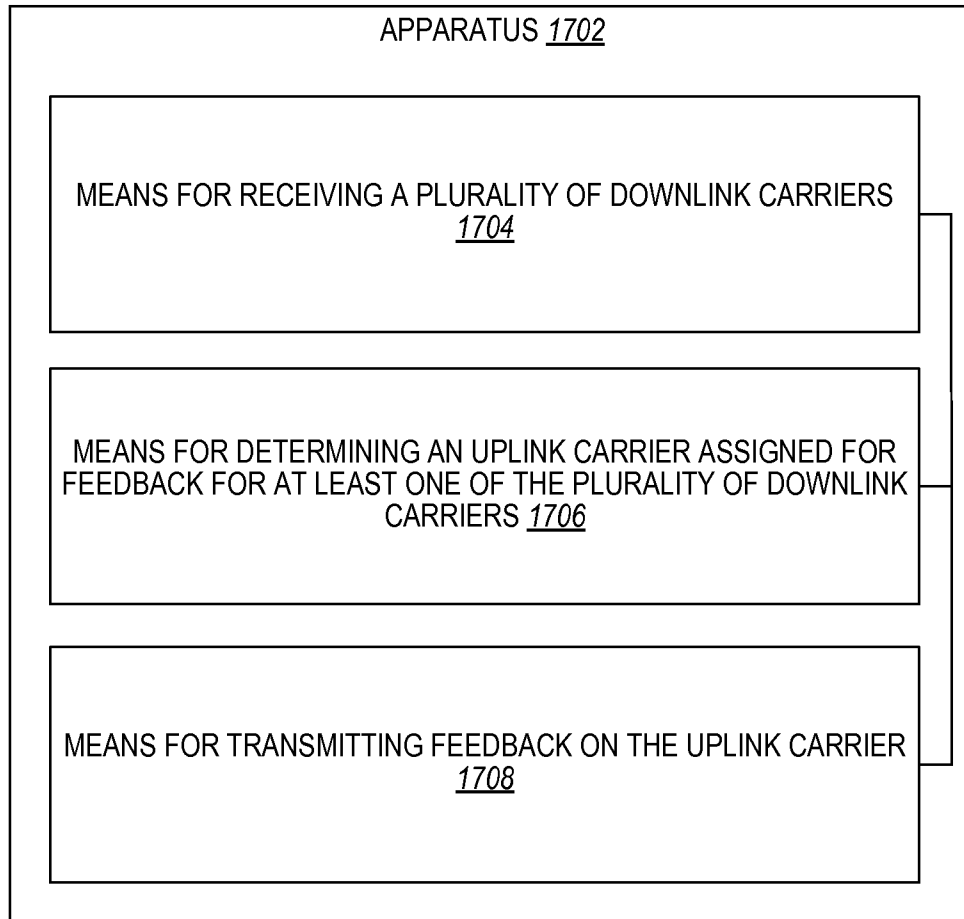 APPARATUS 1702
MEANS FOR RECEIVING A PLURALITY OF DOWNLINK CARRIERS
1704
MEANS FOR DETERMINING AN UPLINK CARRIER ASSIGNED FOR
FEEDBACK FOR AT LEAST ONE OF THE PLURALITY OF DOWNLINK
CARRIERS 1706
MEANS FOR TRANSMITTING FEEDBACK ON THE UPLINK CARRIER
1708